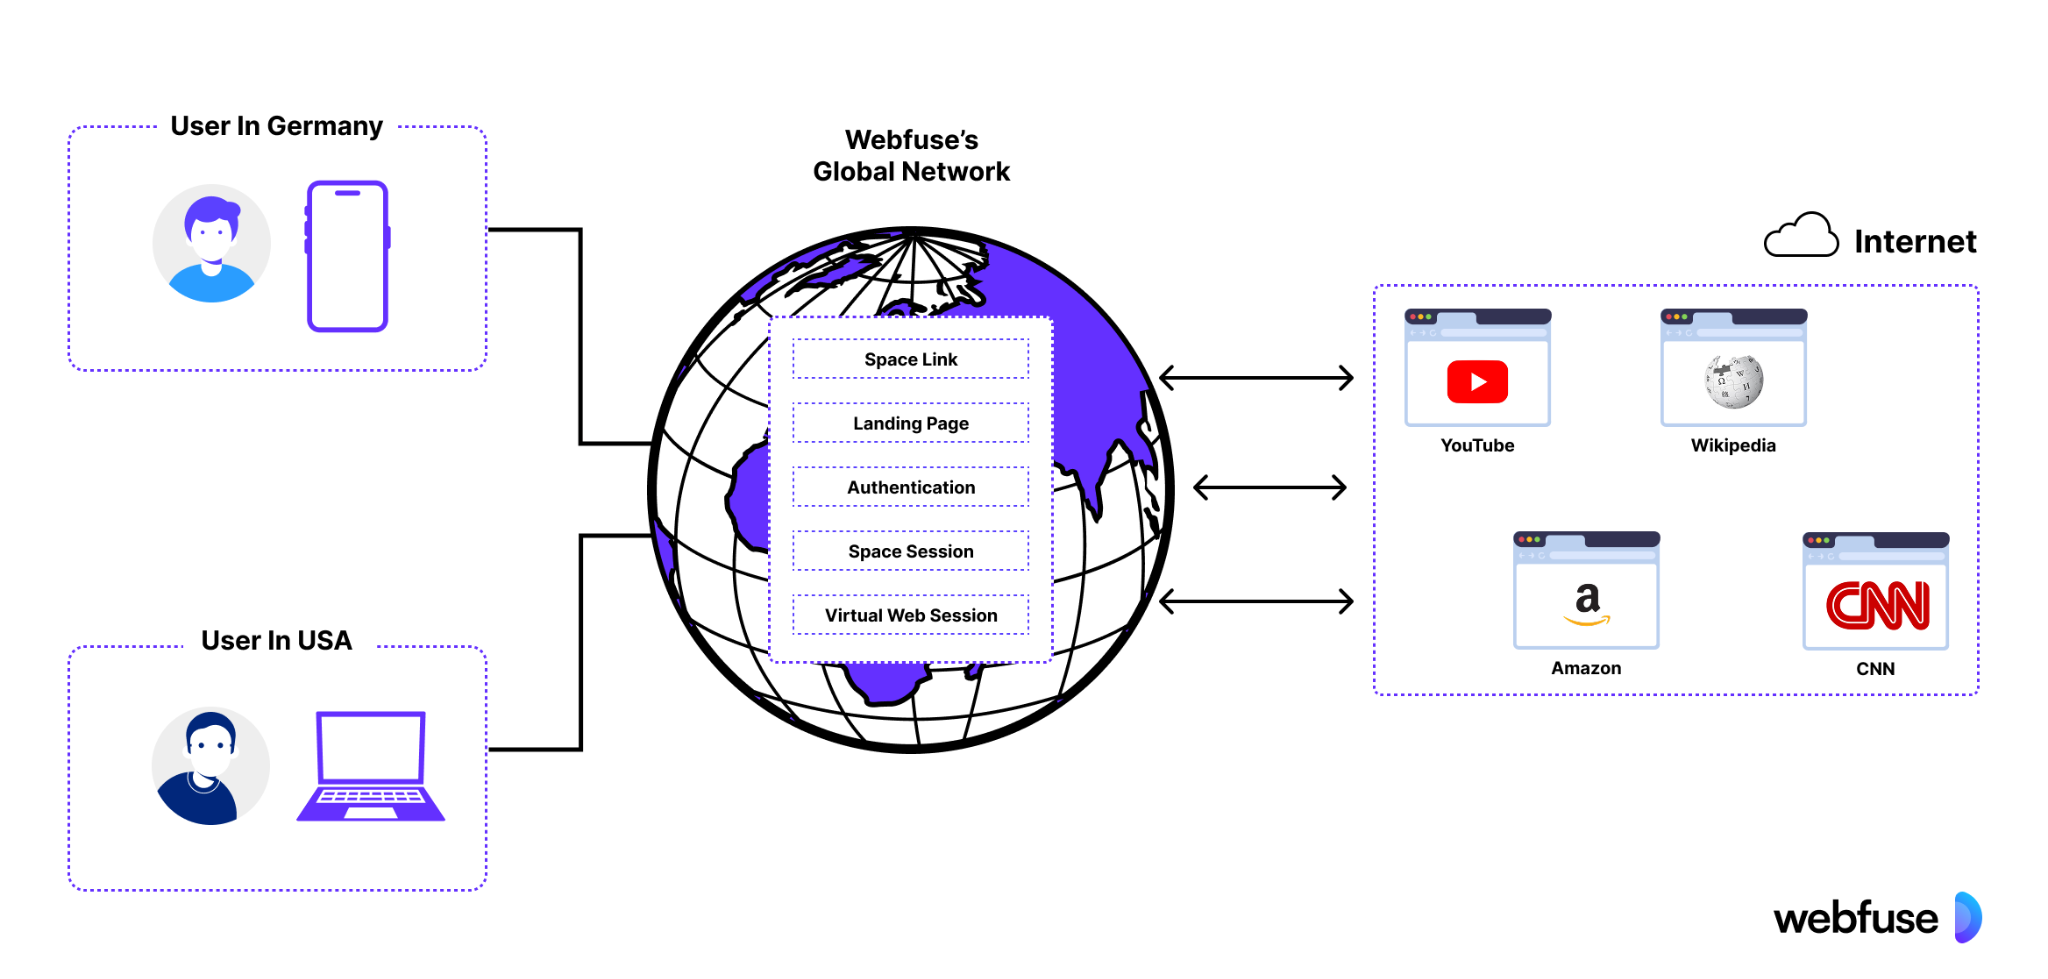 User In Germany
Webfuse’s
Global Network
Internet
Space Link
Landing Page
Authentication
Space Session
Virtual Web Session
YouTube
Wikipedia
a
Amazon
CNN
CNN
User In USA
webfuse